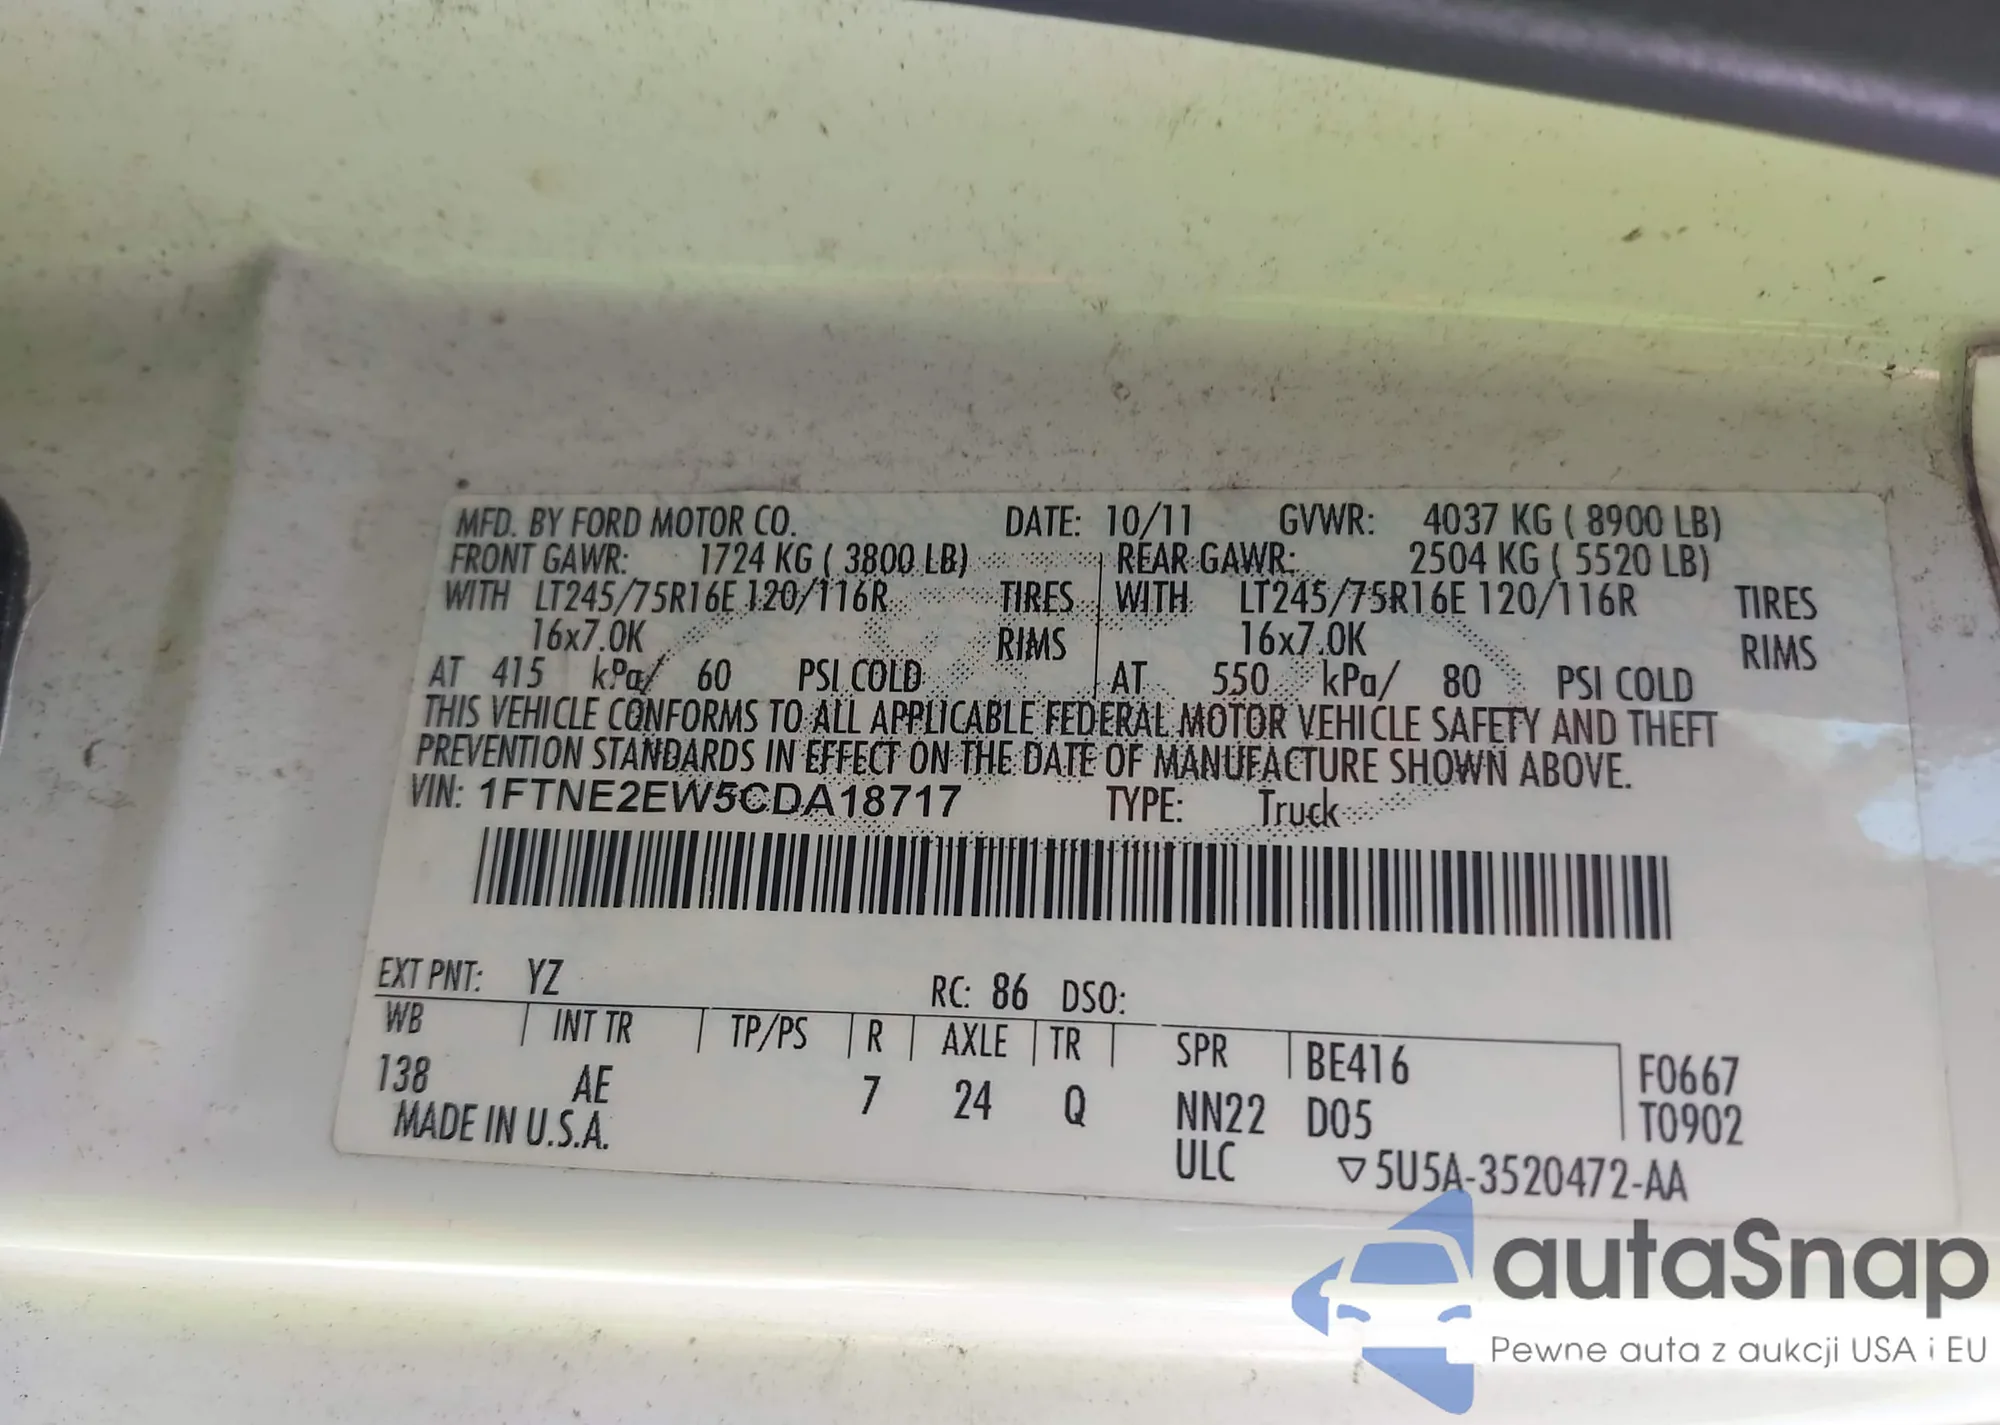 MFD. BY FORD MOTOR CO. DATE: 10/11 GVWR: 4037 KG ( 8900 LB)
FRONT GAWR: 1724 KG ( 3800 LB) REAR GAWR: 2504 KG ( 5520 LB)
WITH LT245/75R16E 120/116R TIRES WITH LT245/75R16E 120/116R TIRES
16x7.0K RIMS 16x7.0K RIMS
AT 415 kPa/ 60 PSI COLD AT 550 kPa/ 80 PSI COLD
THIS VEHICLE CONFORMS TO ALL APPLICABLE FEDERAL MOTOR VEHICLE SAFETY AND THEFT
PREVENTION STANDARDS IN EFFECT ON THE DATE OF MANUFACTURE SHOWN ABOVE.
VIN: 1FTNE2EW5CDA18717 TYPE: Truck
EXT PNT: YZ RC: 86 DSO:
WB INT TR TP/PS R AXLE TR SPR BE416 F0667
138 AE 7 24 Q NN22 D05 T0902
MADE IN U.S.A. ULC ▽5U5A-3520472-AA
autaSnap
Pewne auta z aukcji USA i EU